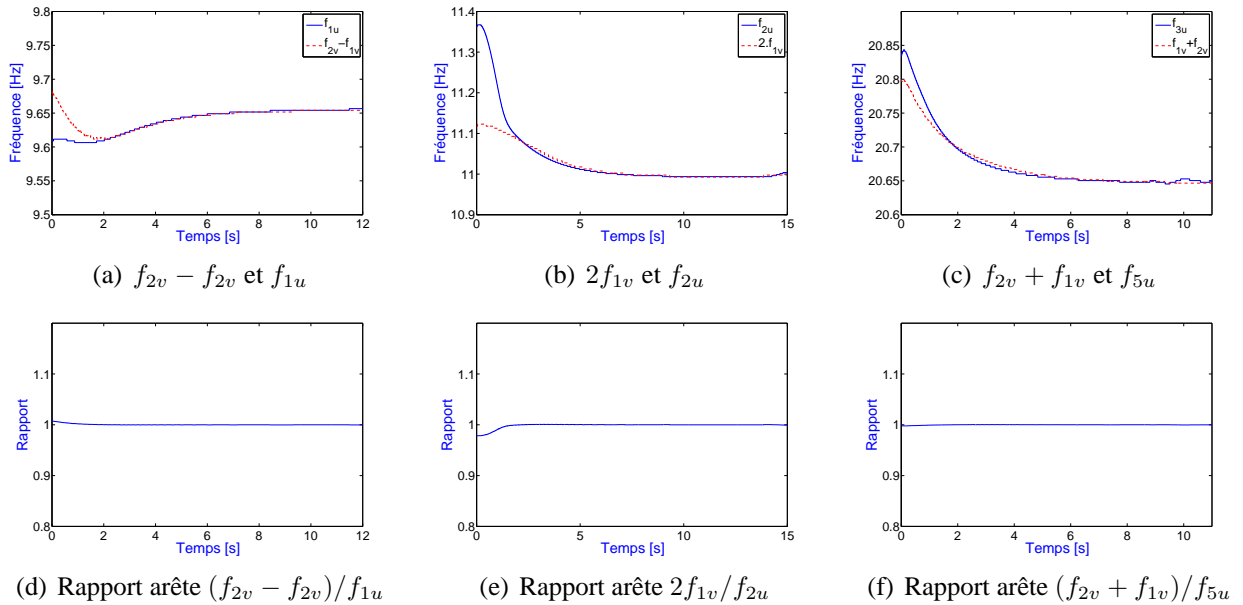 9.8
9.75
9.7
9.65
9.6
9.55
9.5
Fréquence [Hz]
0 2 4 6 8 10 12
Temps [s]
f1u
f2v−f1v
(a) f2v − f2v et f1u
11.4
11.3
11.2
11.1
11
10.9
Fréquence [Hz]
0 5 10 15
Temps [s]
f2u
2.f1v
(b) 2f1v et f2u
20.85
20.8
20.75
20.7
20.65
20.6
Fréquence [Hz]
0 2 4 6 8 10
Temps [s]
f3u
f1v+f2v
(c) f2v + f1v et f5u
1.1
1
0.9
0.8
Rapport
0 2 4 6 8 10 12
Temps [s]
(d) Rapport arête (f2v − f2v)/f1u
1.1
1
0.9
0.8
Rapport
0 5 10 15
Temps [s]
(e) Rapport arête 2f1v/f2u
1.1
1
0.9
0.8
Rapport
0 2 4 6 8 10
Temps [s]
(f) Rapport arête (f2v + f1v)/f5u